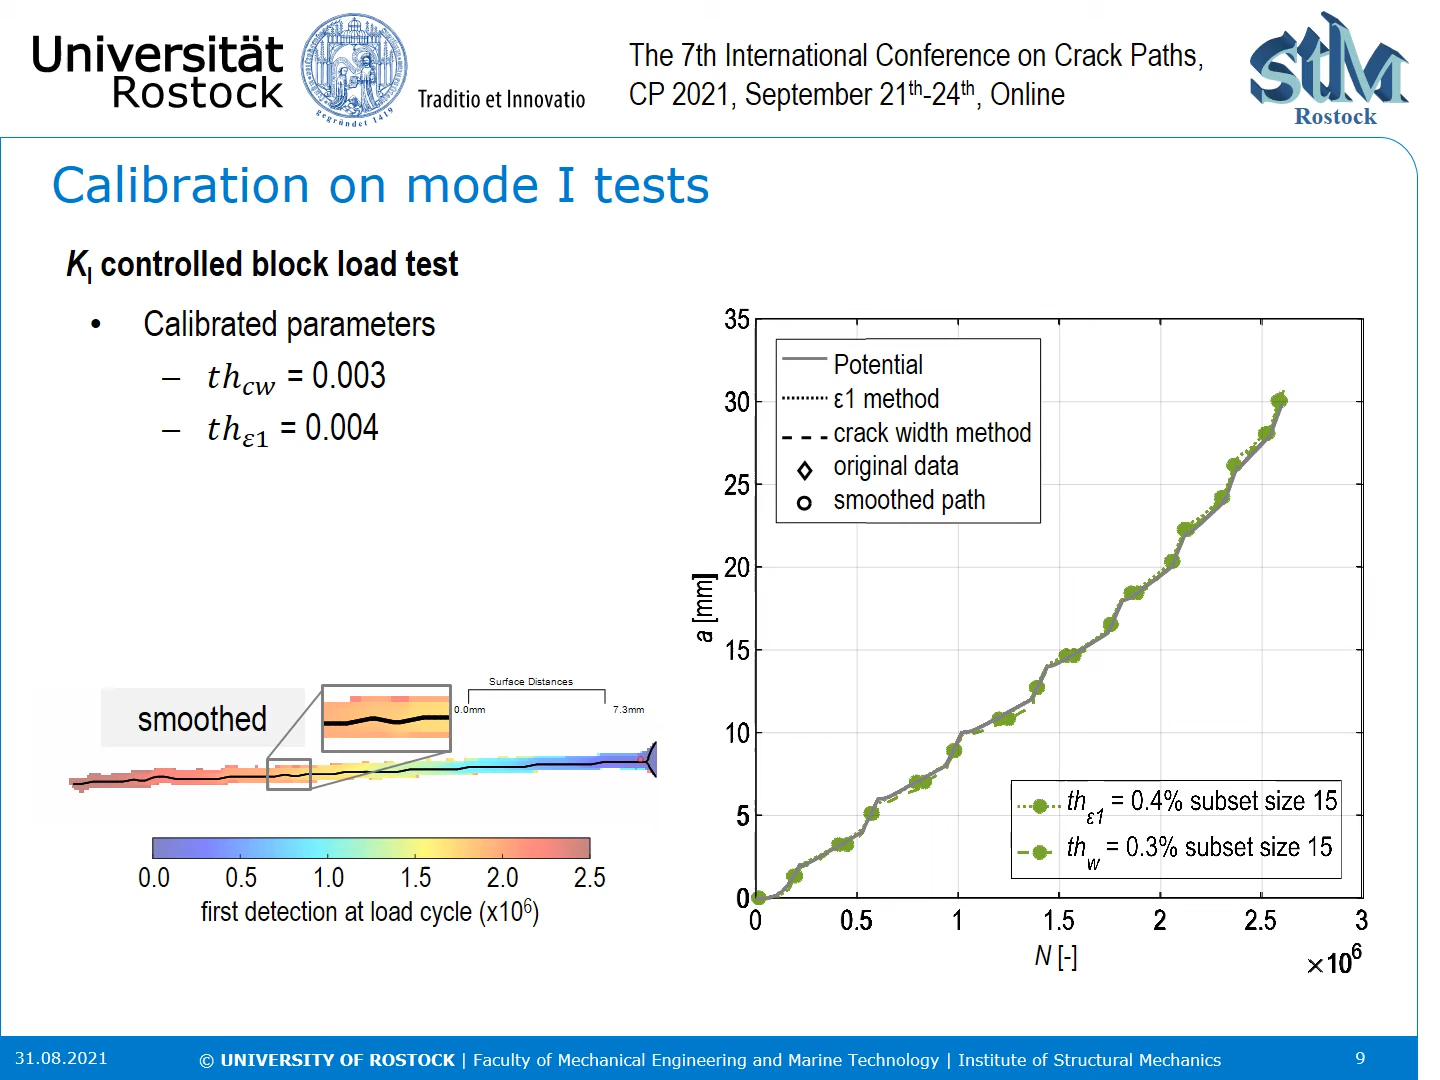 Universität
Rostock
Traditio et Innovatio
gegründet 1419
The 7th International Conference on Crack Paths,
CP 2021, September 21th-24th, Online
StM
Rostock
Calibration on mode I tests
KI controlled block load test
• Calibrated parameters
– thcw = 0.003
– thε1 = 0.004
smoothed
Surface Distances
0.0mm
7.3mm
0.0 0.5 1.0 1.5 2.0 2.5
first detection at load cycle (x10⁶)
35
30
25
20
15
10
5
0
a [mm]
Potential
ε1 method
crack width method
original data
smoothed path
thε1 = 0.4% subset size 15
thw = 0.3% subset size 15
0 0.5 1 1.5 2 2.5 3
N [-]
×10⁶
31.08.2021
© UNIVERSITY OF ROSTOCK | Faculty of Mechanical Engineering and Marine Technology | Institute of Structural Mechanics
9